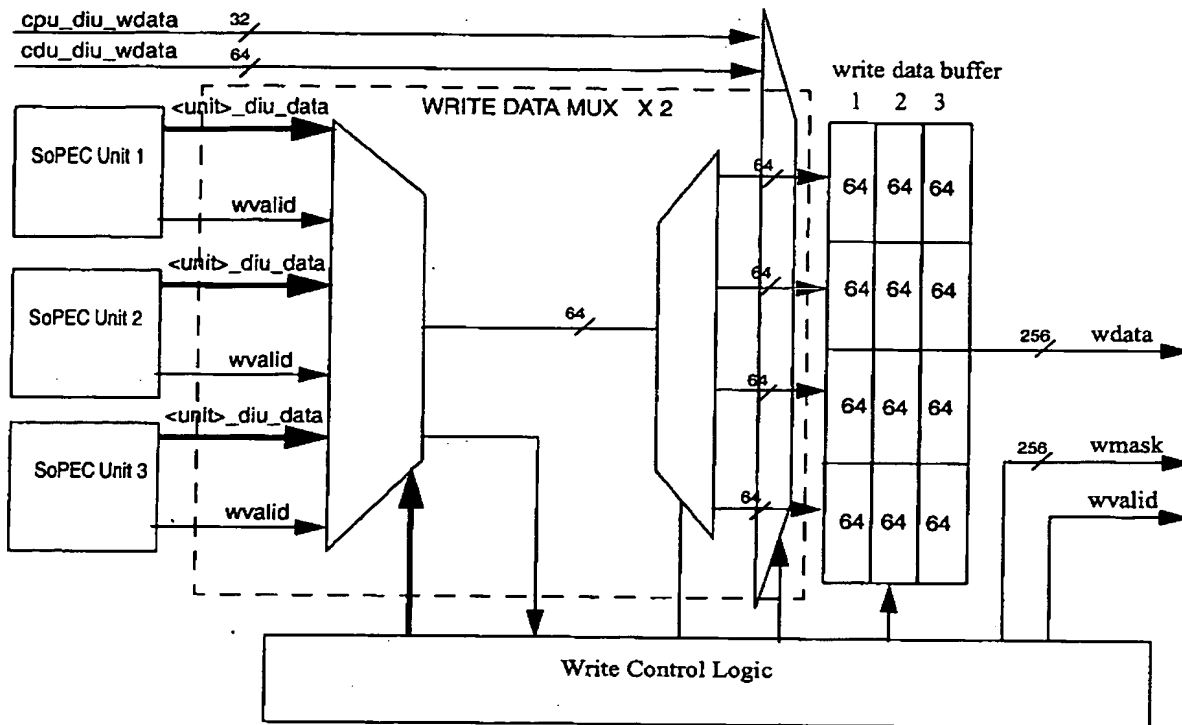 cpu_diu_wdata 32
cdu_diu_wdata 64
write data buffer
<unit>_diu_data WRITE DATA MUX X 2 1 2 3
SoPEC Unit 1
64 64 64 64
wvalid
<unit>_diu_data
64 64 64 64
SoPEC Unit 2
64
256 wdata
wvalid
64 64 64 64
<unit>_diu_data
256 wmask
SoPEC Unit 3
wvalid
wvalid
64 64 64 64
Write Control Logic